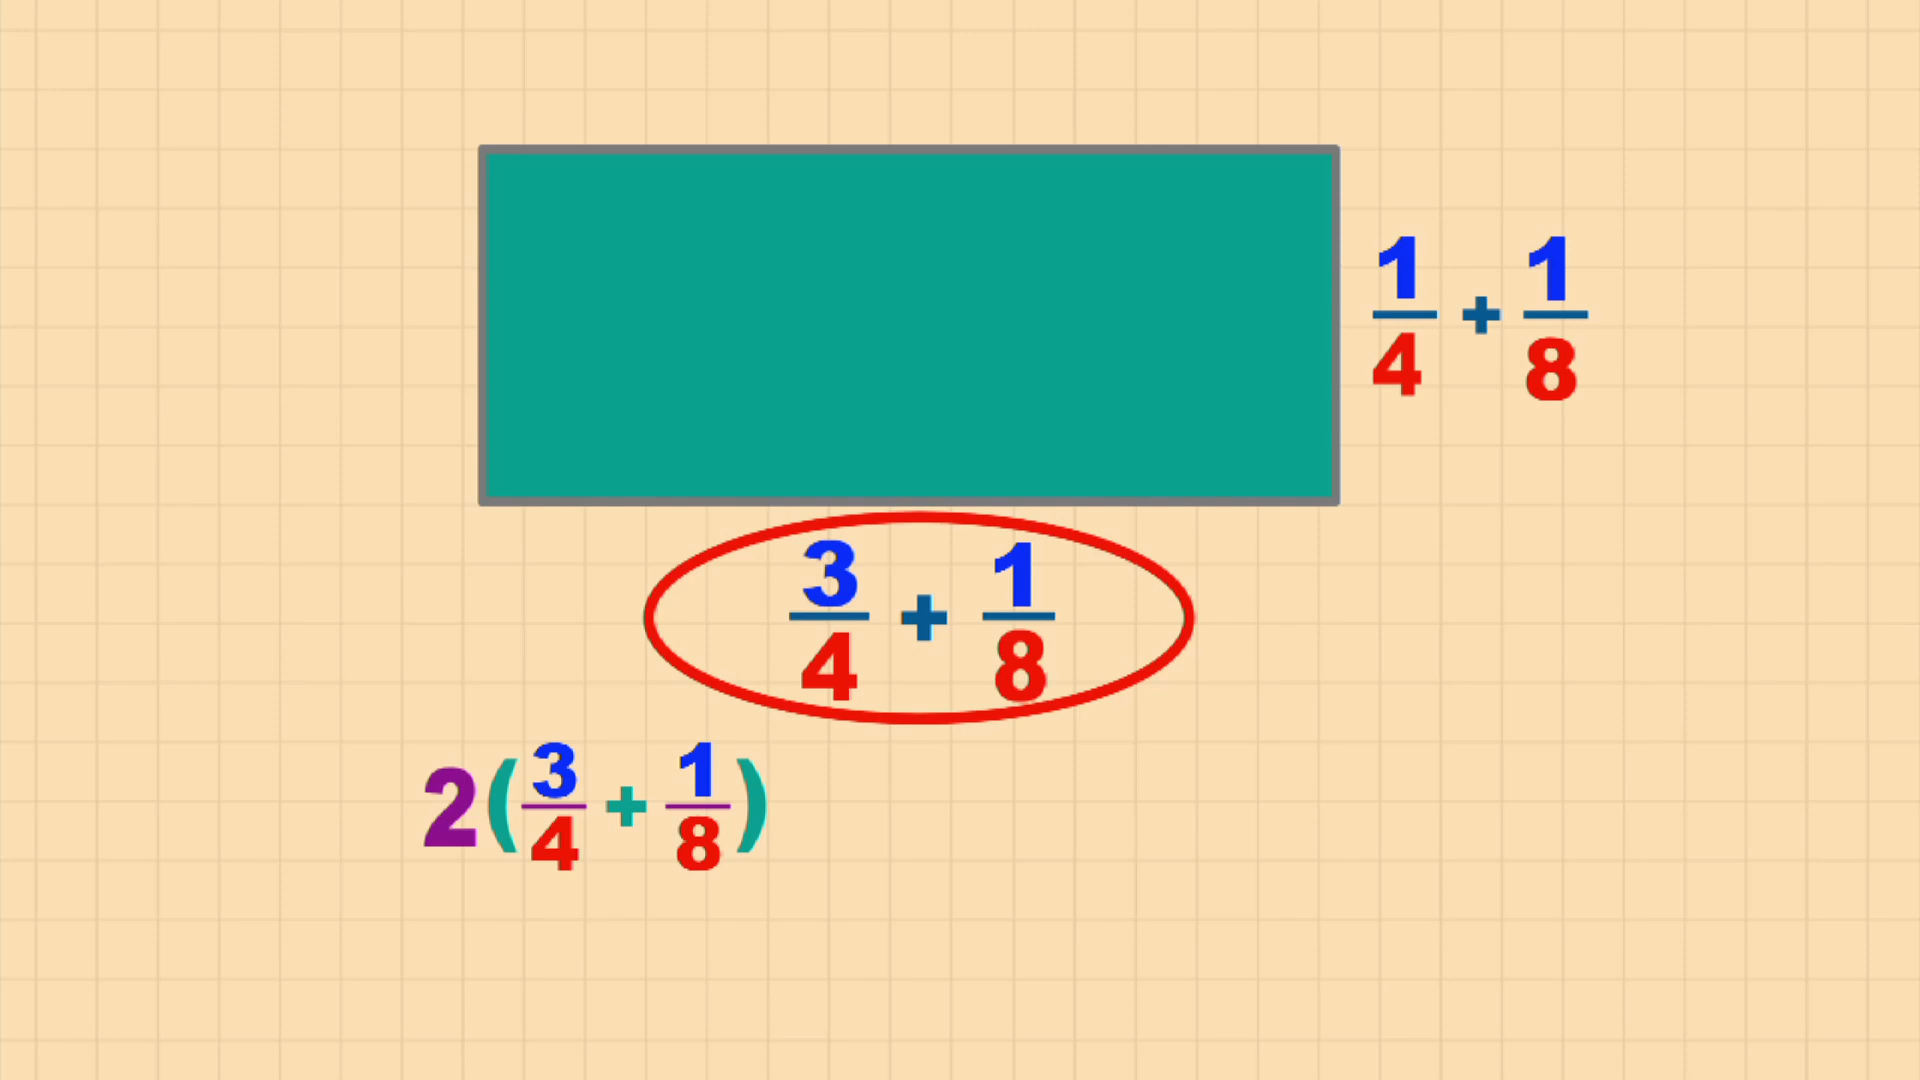 1/4 + 1/8
3/4 + 1/8
2(3/4 + 1/8)